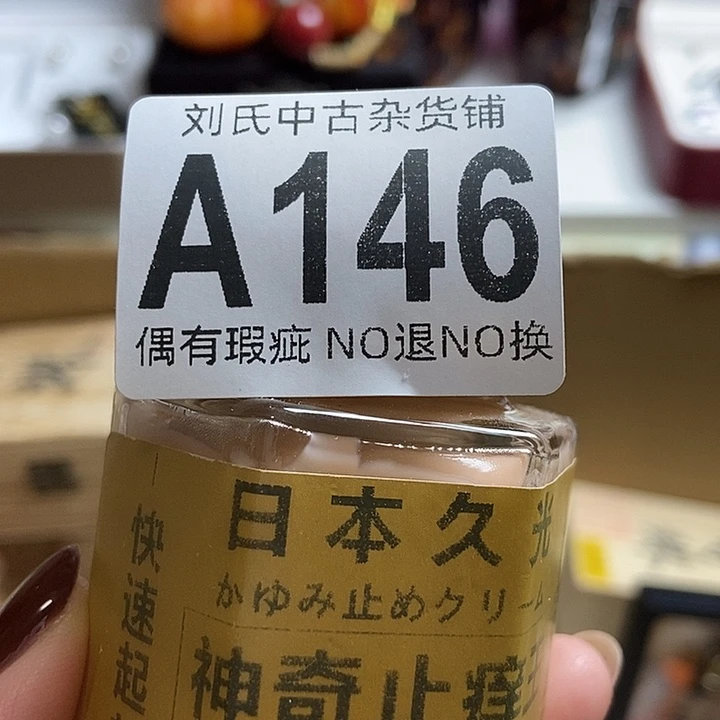 刘氏中古杂货铺
A146
偶有瑕疵 NO退NO换
日本久光
かゆみ止めクリーム
神奇止痒王
快速起